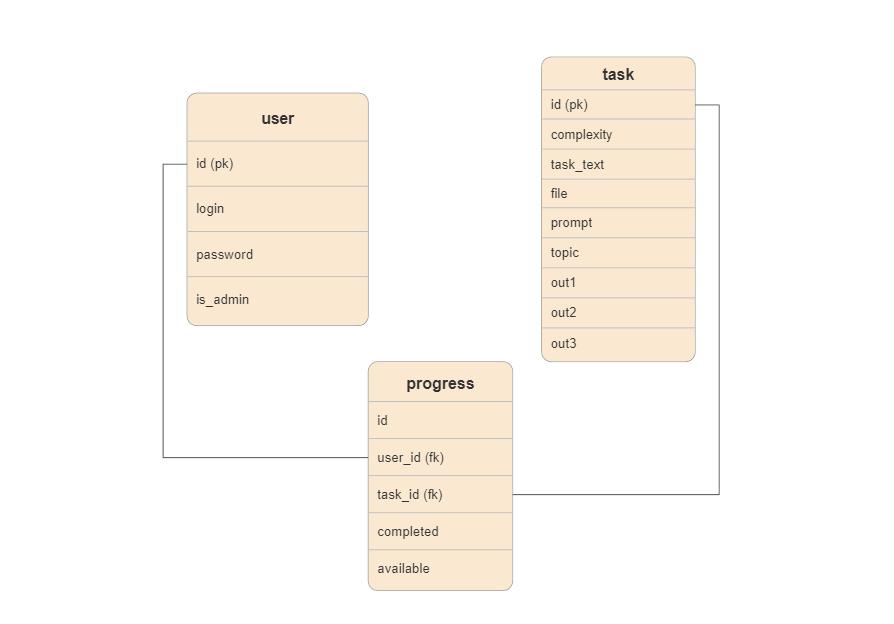 user
id (pk)
login
password
is_admin
task
id (pk)
complexity
task_text
file
prompt
topic
out1
out2
out3
progress
id
user_id (fk)
task_id (fk)
completed
available